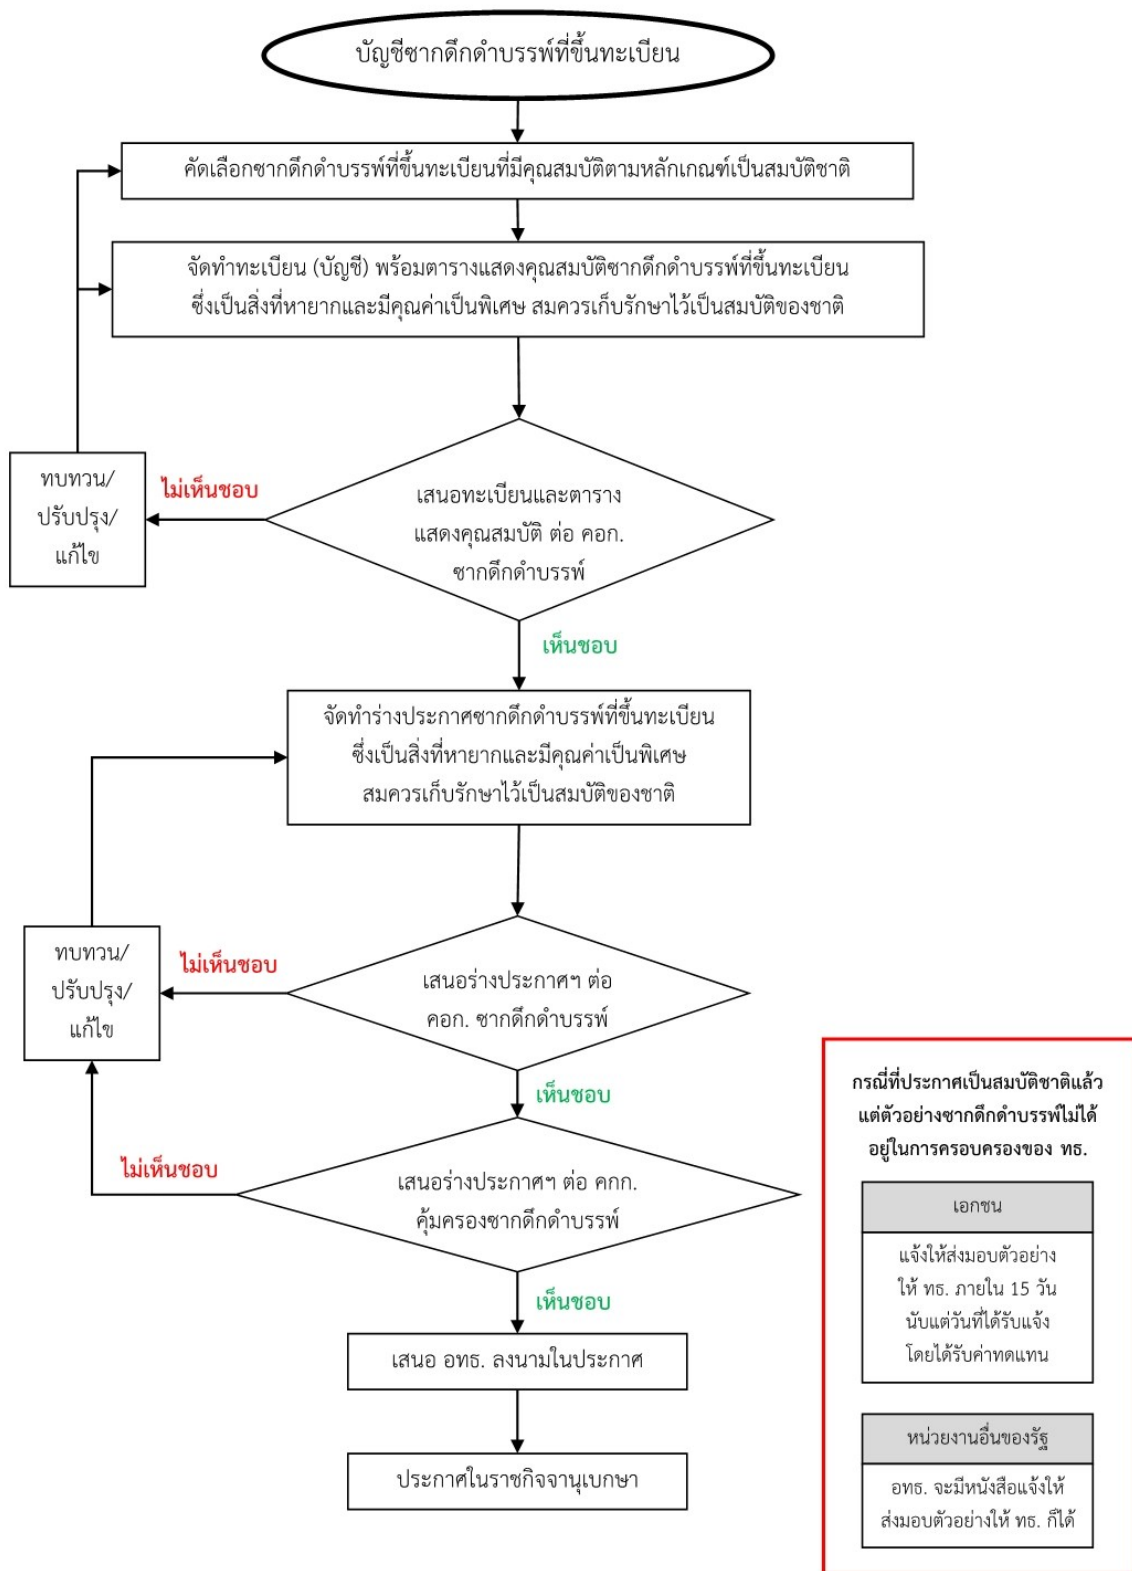 บัญชีซากดึกดำบรรพ์ที่ขึ้นทะเบียน
คัดเลือกซากดึกดำบรรพ์ที่ขึ้นทะเบียนที่มีคุณสมบัติตามหลักเกณฑ์เป็นสมบัติชาติ
จัดทำทะเบียน (บัญชี) พร้อมตารางแสดงคุณสมบัติซากดึกดำบรรพ์ที่ขึ้นทะเบียน
ซึ่งเป็นสิ่งที่หายากและมีคุณค่าเป็นพิเศษ สมควรเก็บรักษาไว้เป็นสมบัติของชาติ
ทบทวน/
ปรับปรุง/
แก้ไข
ไม่เห็นชอบ
เสนอทะเบียนและตาราง
แสดงคุณสมบัติ ต่อ คอก.
ซากดึกดำบรรพ์
เห็นชอบ
จัดทำร่างประกาศซากดึกดำบรรพ์ที่ขึ้นทะเบียน
ซึ่งเป็นสิ่งที่หายากและมีคุณค่าเป็นพิเศษ
สมควรเก็บรักษาไว้เป็นสมบัติของชาติ
ทบทวน/
ปรับปรุง/
แก้ไข
ไม่เห็นชอบ
เสนอร่างประกาศฯ ต่อ
คอก. ซากดึกดำบรรพ์
เห็นชอบ
ไม่เห็นชอบ
เสนอร่างประกาศฯ ต่อ คกก.
คุ้มครองซากดึกดำบรรพ์
เห็นชอบ
เสนอ อทธ. ลงนามในประกาศ
ประกาศในราชกิจจานุเบกษา
กรณีที่ประกาศเป็นสมบัติชาติแล้ว
แต่ตัวอย่างซากดึกดำบรรพ์ไม่ได้
อยู่ในการครอบครองของ ทธ.
เอกชน
แจ้งให้ส่งมอบตัวอย่าง
ให้ ทธ. ภายใน 15 วัน
นับแต่วันที่ได้รับแจ้ง
โดยได้รับค่าทดแทน
หน่วยงานอื่นของรัฐ
อทธ. จะมีหนังสือแจ้งให้
ส่งมอบตัวอย่างให้ ทธ. ก็ได้